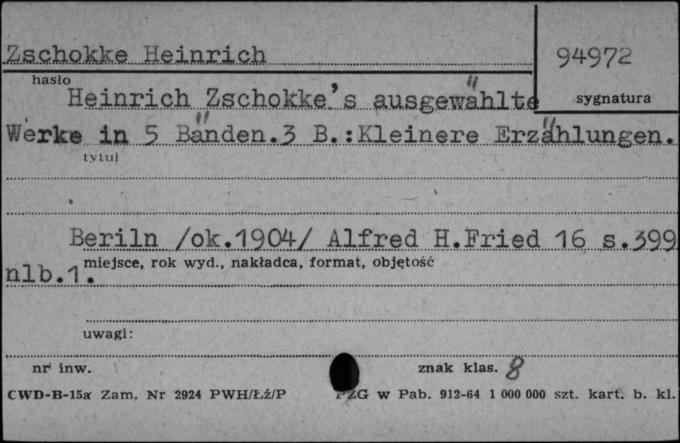 Zschokke Heinrich
94972
hasło
Heinrich Zschokke's ausgewählte
sygnatura
Werke in 5 Bänden.3 B.:Kleinere Erzählungen.
tytuł
Beriln /ok.1904/ Alfred H.Fried 16 s.399
miejsce, rok wyd., nakładca, format, objętość
nlb.1.
uwagi:
nr inw.
znak klas. 8
CWD-B-15a Zam. Nr 2924 PWH/Łź/P PZG w Pab. 912-64 1 000 000 szt. kart. b. kl.